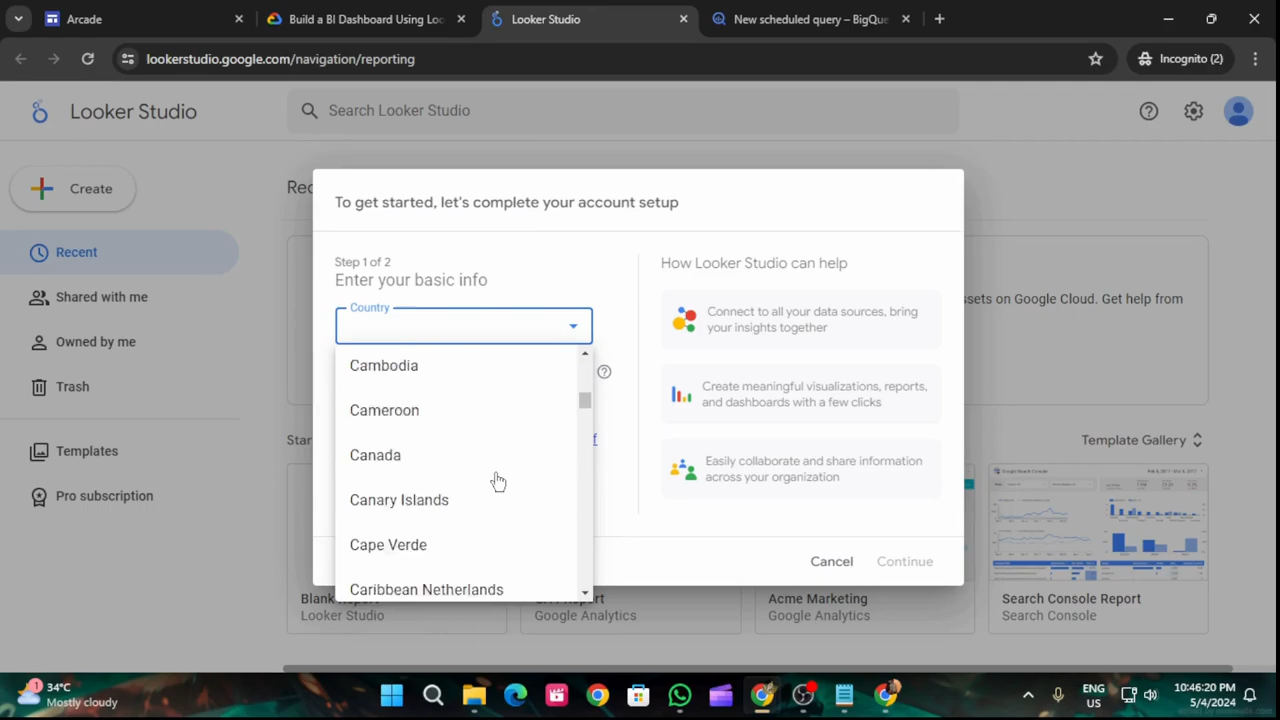 Arcade
Build a BI Dashboard Using Loo
Looker Studio
New scheduled query – BigQue
lookerstudio.google.com/navigation/reporting
Incognito (2)
Looker Studio
Search Looker Studio
Create
Rec
To get started, let's complete your account setup
Recent
Shared with me
Owned by me
Trash
Templates
Pro subscription
Step 1 of 2
Enter your basic info
Country
Cambodia
Cameroon
Canada
Canary Islands
Cape Verde
Caribbean Netherlands
How Looker Studio can help
Connect to all your data sources, bring
your insights together
Create meaningful visualizations, reports,
and dashboards with a few clicks
Easily collaborate and share information
across your organization
Cancel
Continue
ssets on Google Cloud. Get help from
Star
Template Gallery
Looker Studio
Google Analytics
Acme Marketing
Google Analytics
Search Console Report
Search Console
34°C
Mostly cloudy
1
ENG
US
10:46:20 PM
5/4/2024